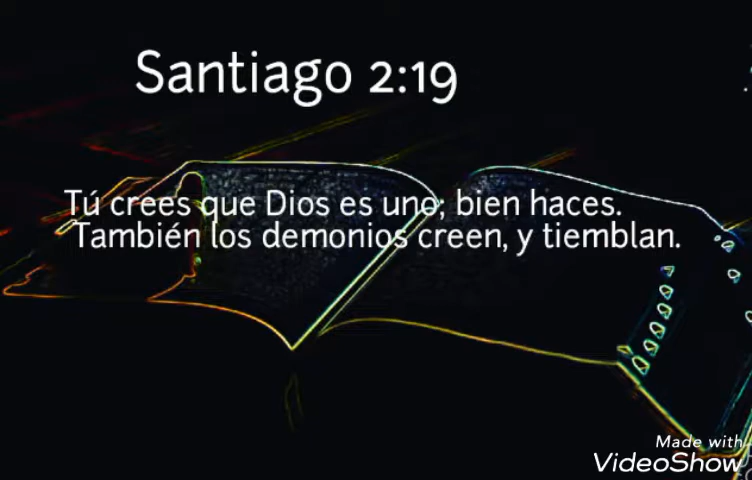 Santiago 2:19
Tú crees que Dios es uno; bien haces.
También los demonios creen, y tiemblan.
Made with
VideoShow